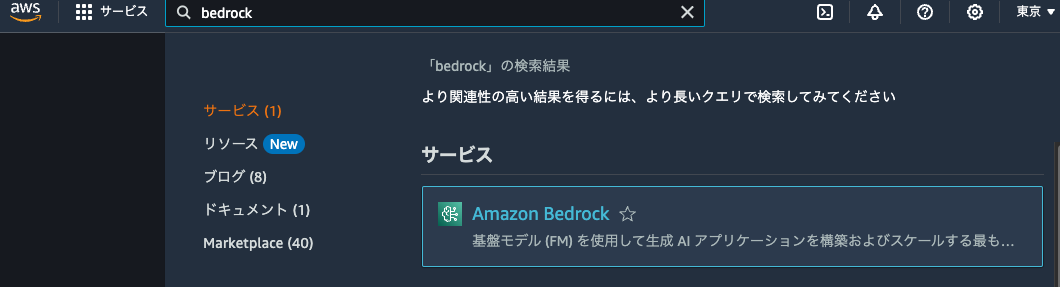 aws サービス bedrock 東京
「bedrock」の検索結果
より関連性の高い結果を得るには、より長いクエリで検索してみてください
サービス (1)
リソース New
ブログ (8)
ドキュメント (1)
Marketplace (40)
サービス
Amazon Bedrock
基盤モデル (FM) を使用して生成 AI アプリケーションを構築およびスケールする最も...